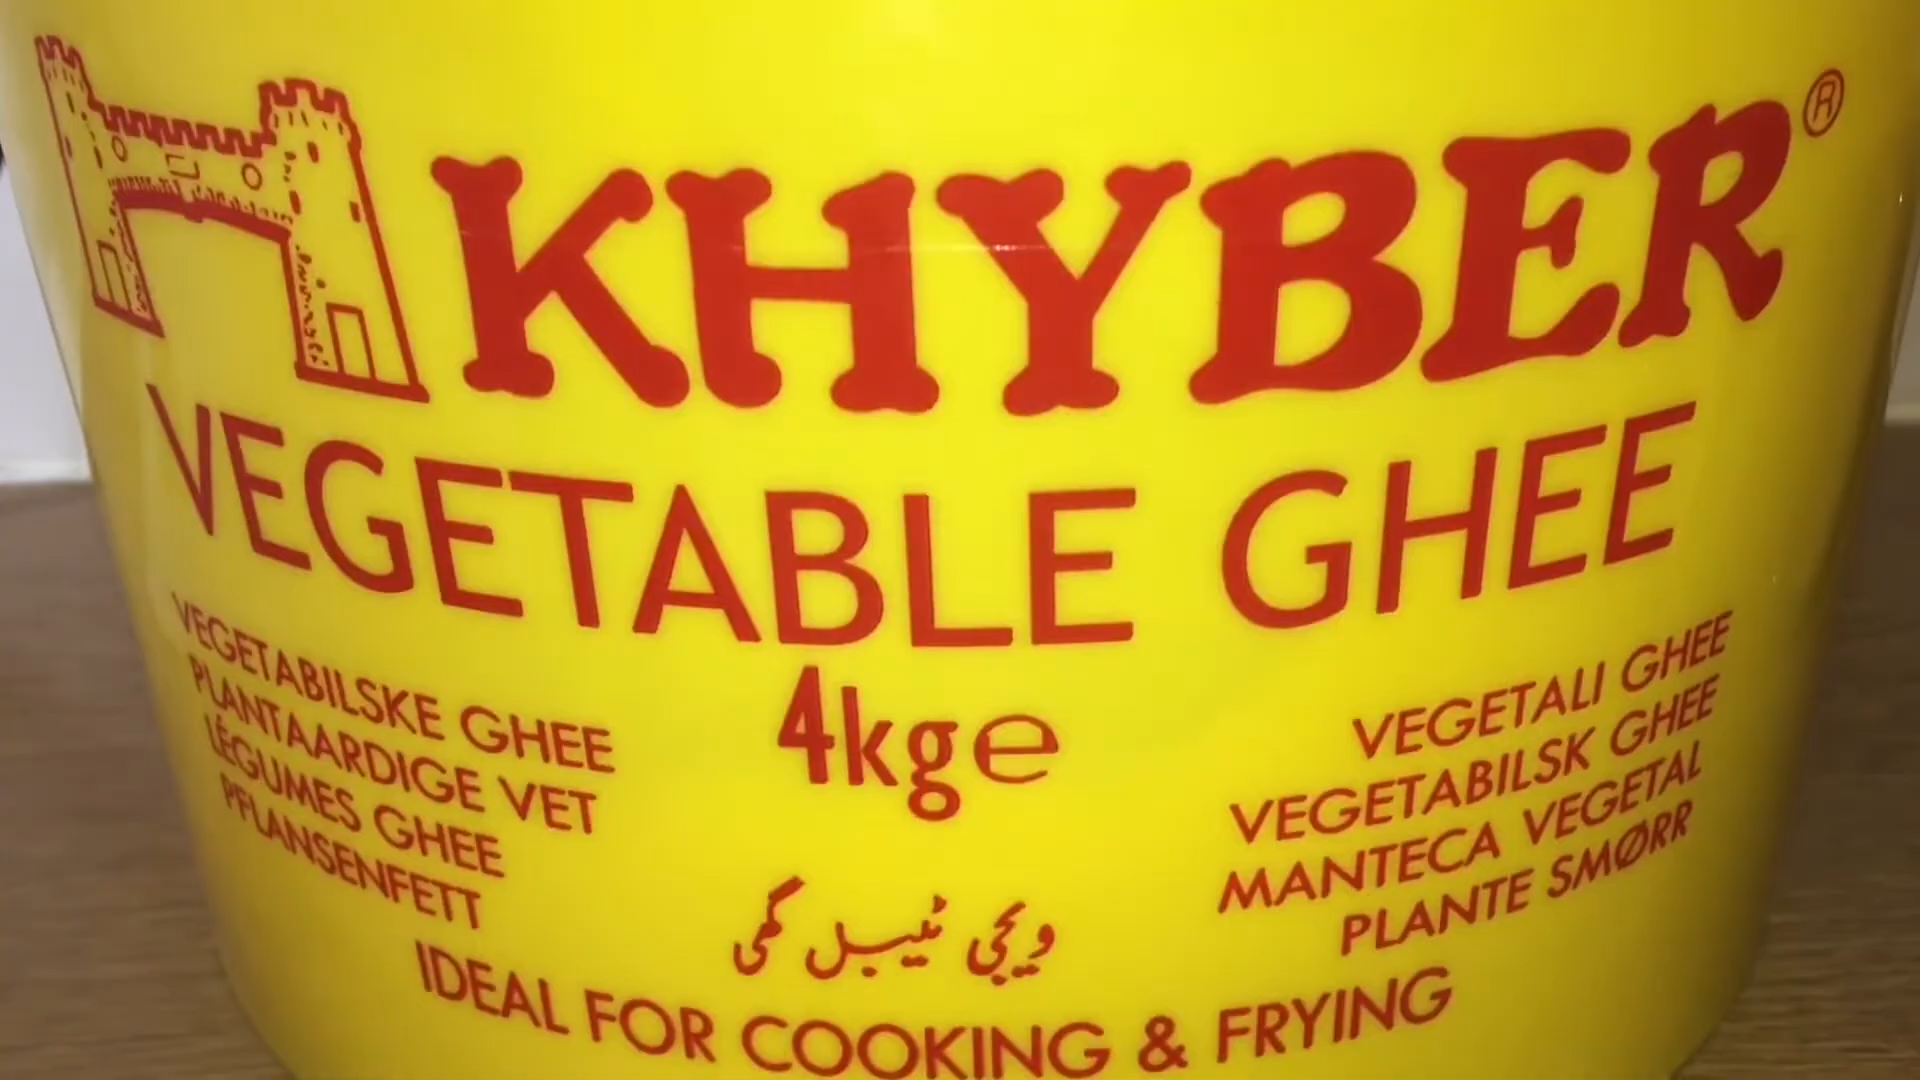 KHYBER®
VEGETABLE GHEE
4kg℮
VEGETABILSKE GHEE
PLANTAARDIGE VET
LÉGUMES GHEE
PFLANSENFETT
VEGETALI GHEE
VEGETABILSK GHEE
MANTECA VEGETAL
PLANTE SMØRR
ویجی ٹیبل گھی
IDEAL FOR COOKING & FRYING